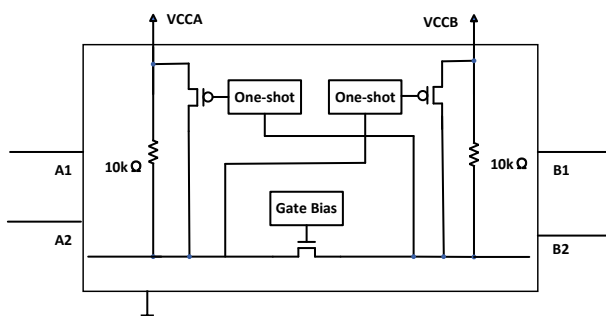 VCCA
VCCB
One-shot
One-shot
A1
10kΩ
10kΩ
B1
Gate Bias
A2
B2